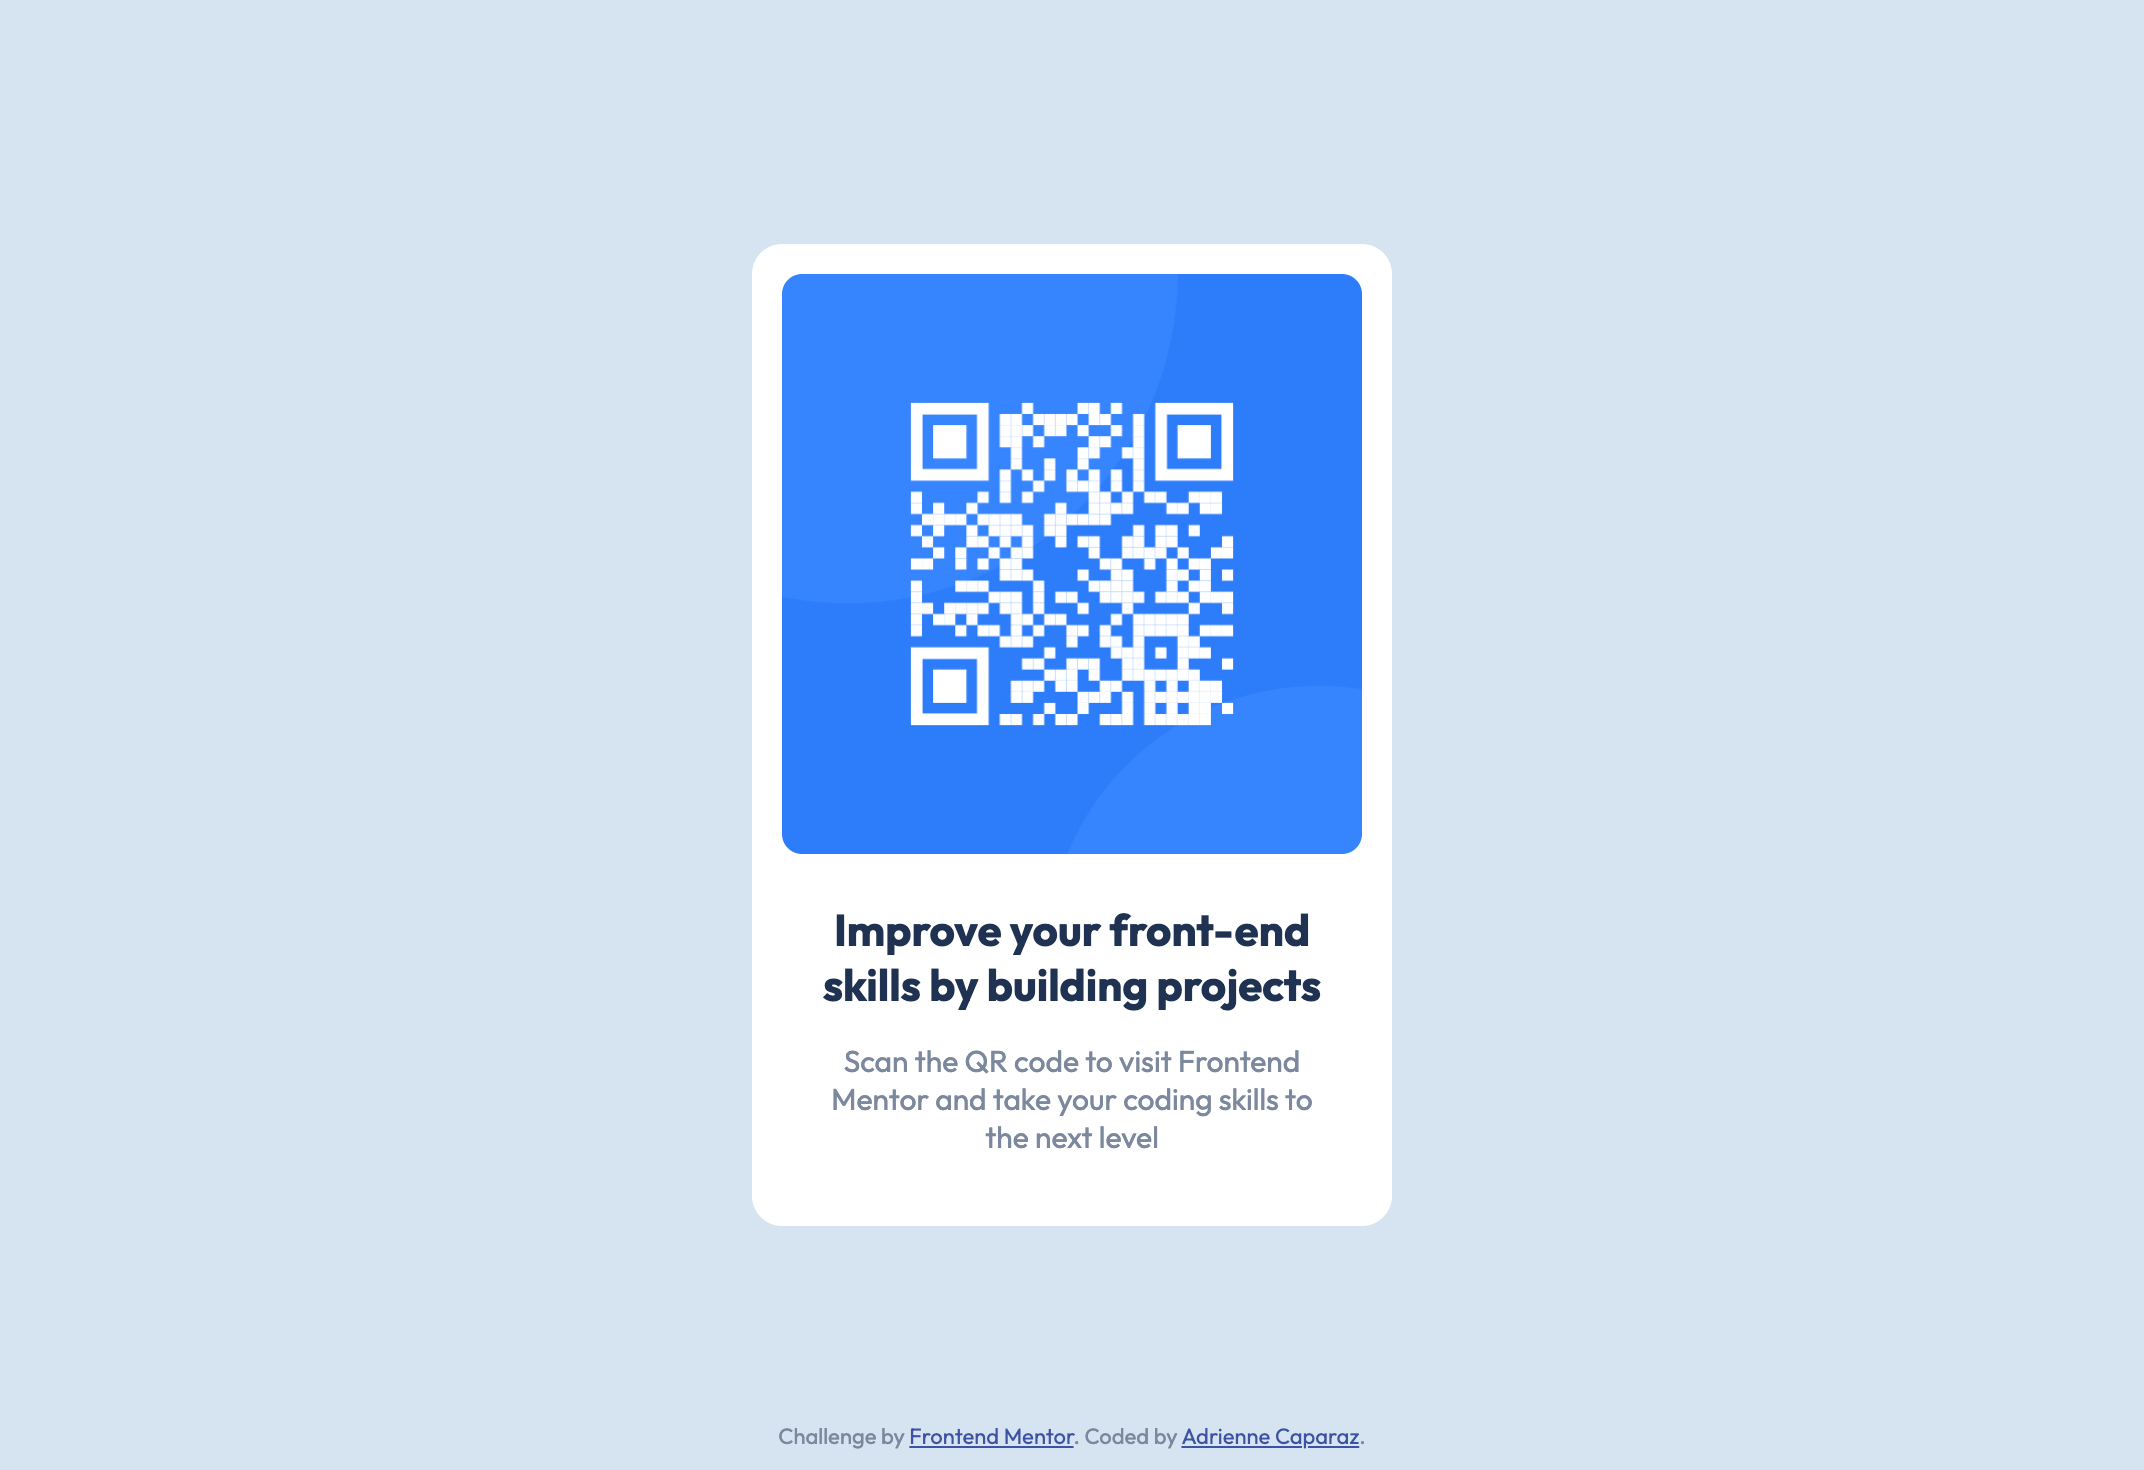 Improve your front-end
skills by building projects
Scan the QR code to visit Frontend
Mentor and take your coding skills to
the next level
Challenge by Frontend Mentor. Coded by Adrienne Caparaz.